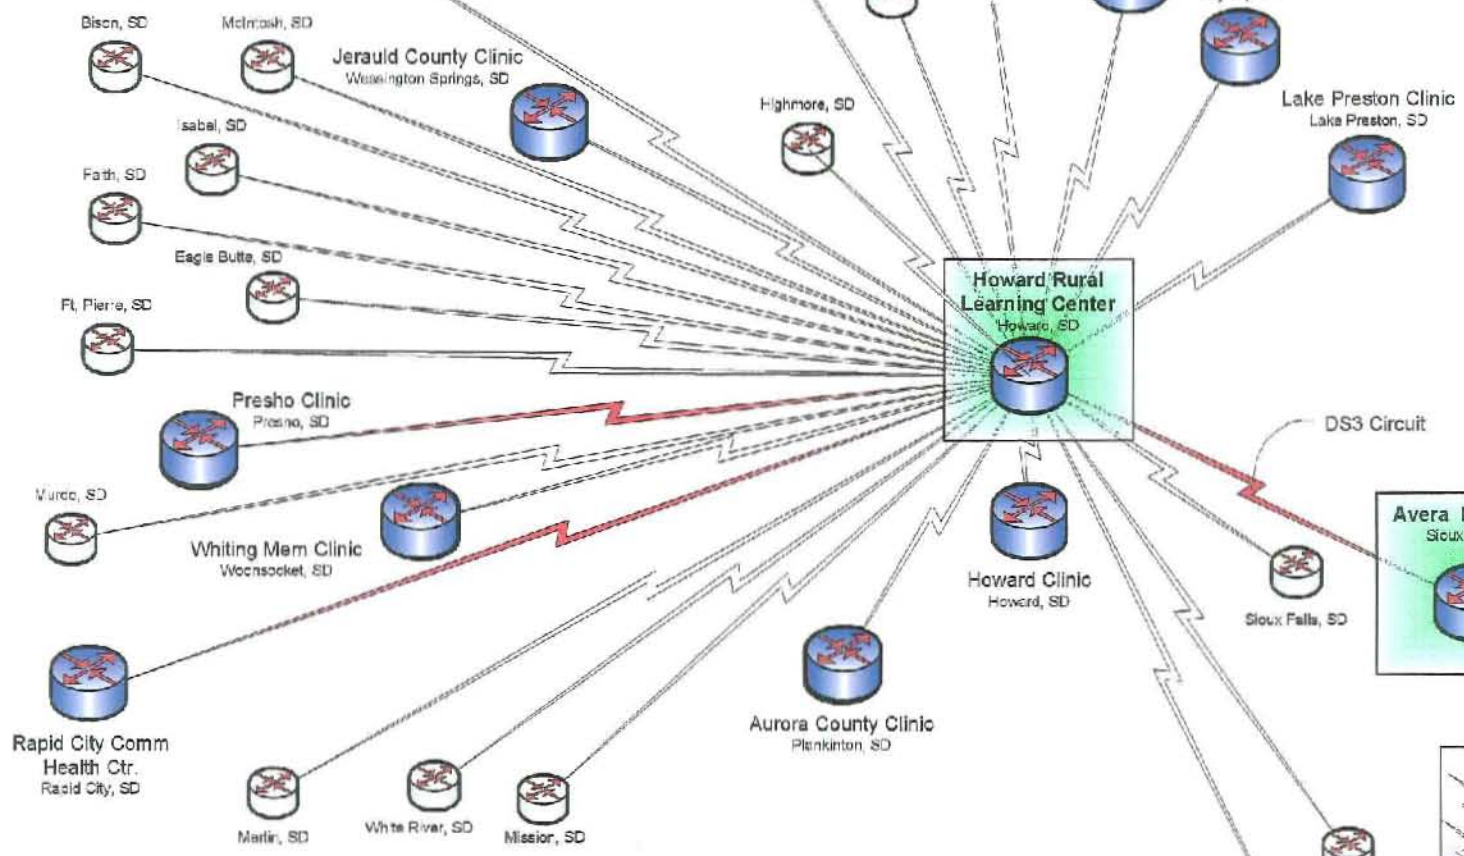 Bison, SD
McIntosh, SD
Jerauld County Clinic
Wessington Springs, SD
Highmore, SD
Lake Preston Clinic
Lake Preston, SD
Isabel, SD
Faith, SD
Eagle Butte, SD
Ft, Pierre, SD
Howard Rural
Learning Center
Howard, SD
Presho Clinic
Presho, SD
DS3 Circuit
Murdo, SD
Whiting Mem Clinic
Woonsocket, SD
Avera
Sioux
Howard Clinic
Howard, SD
Sioux Falls, SD
Rapid City Comm
Health Ctr.
Rapid City, SD
Aurora County Clinic
Plankinton, SD
Martin, SD
White River, SD
Mission, SD